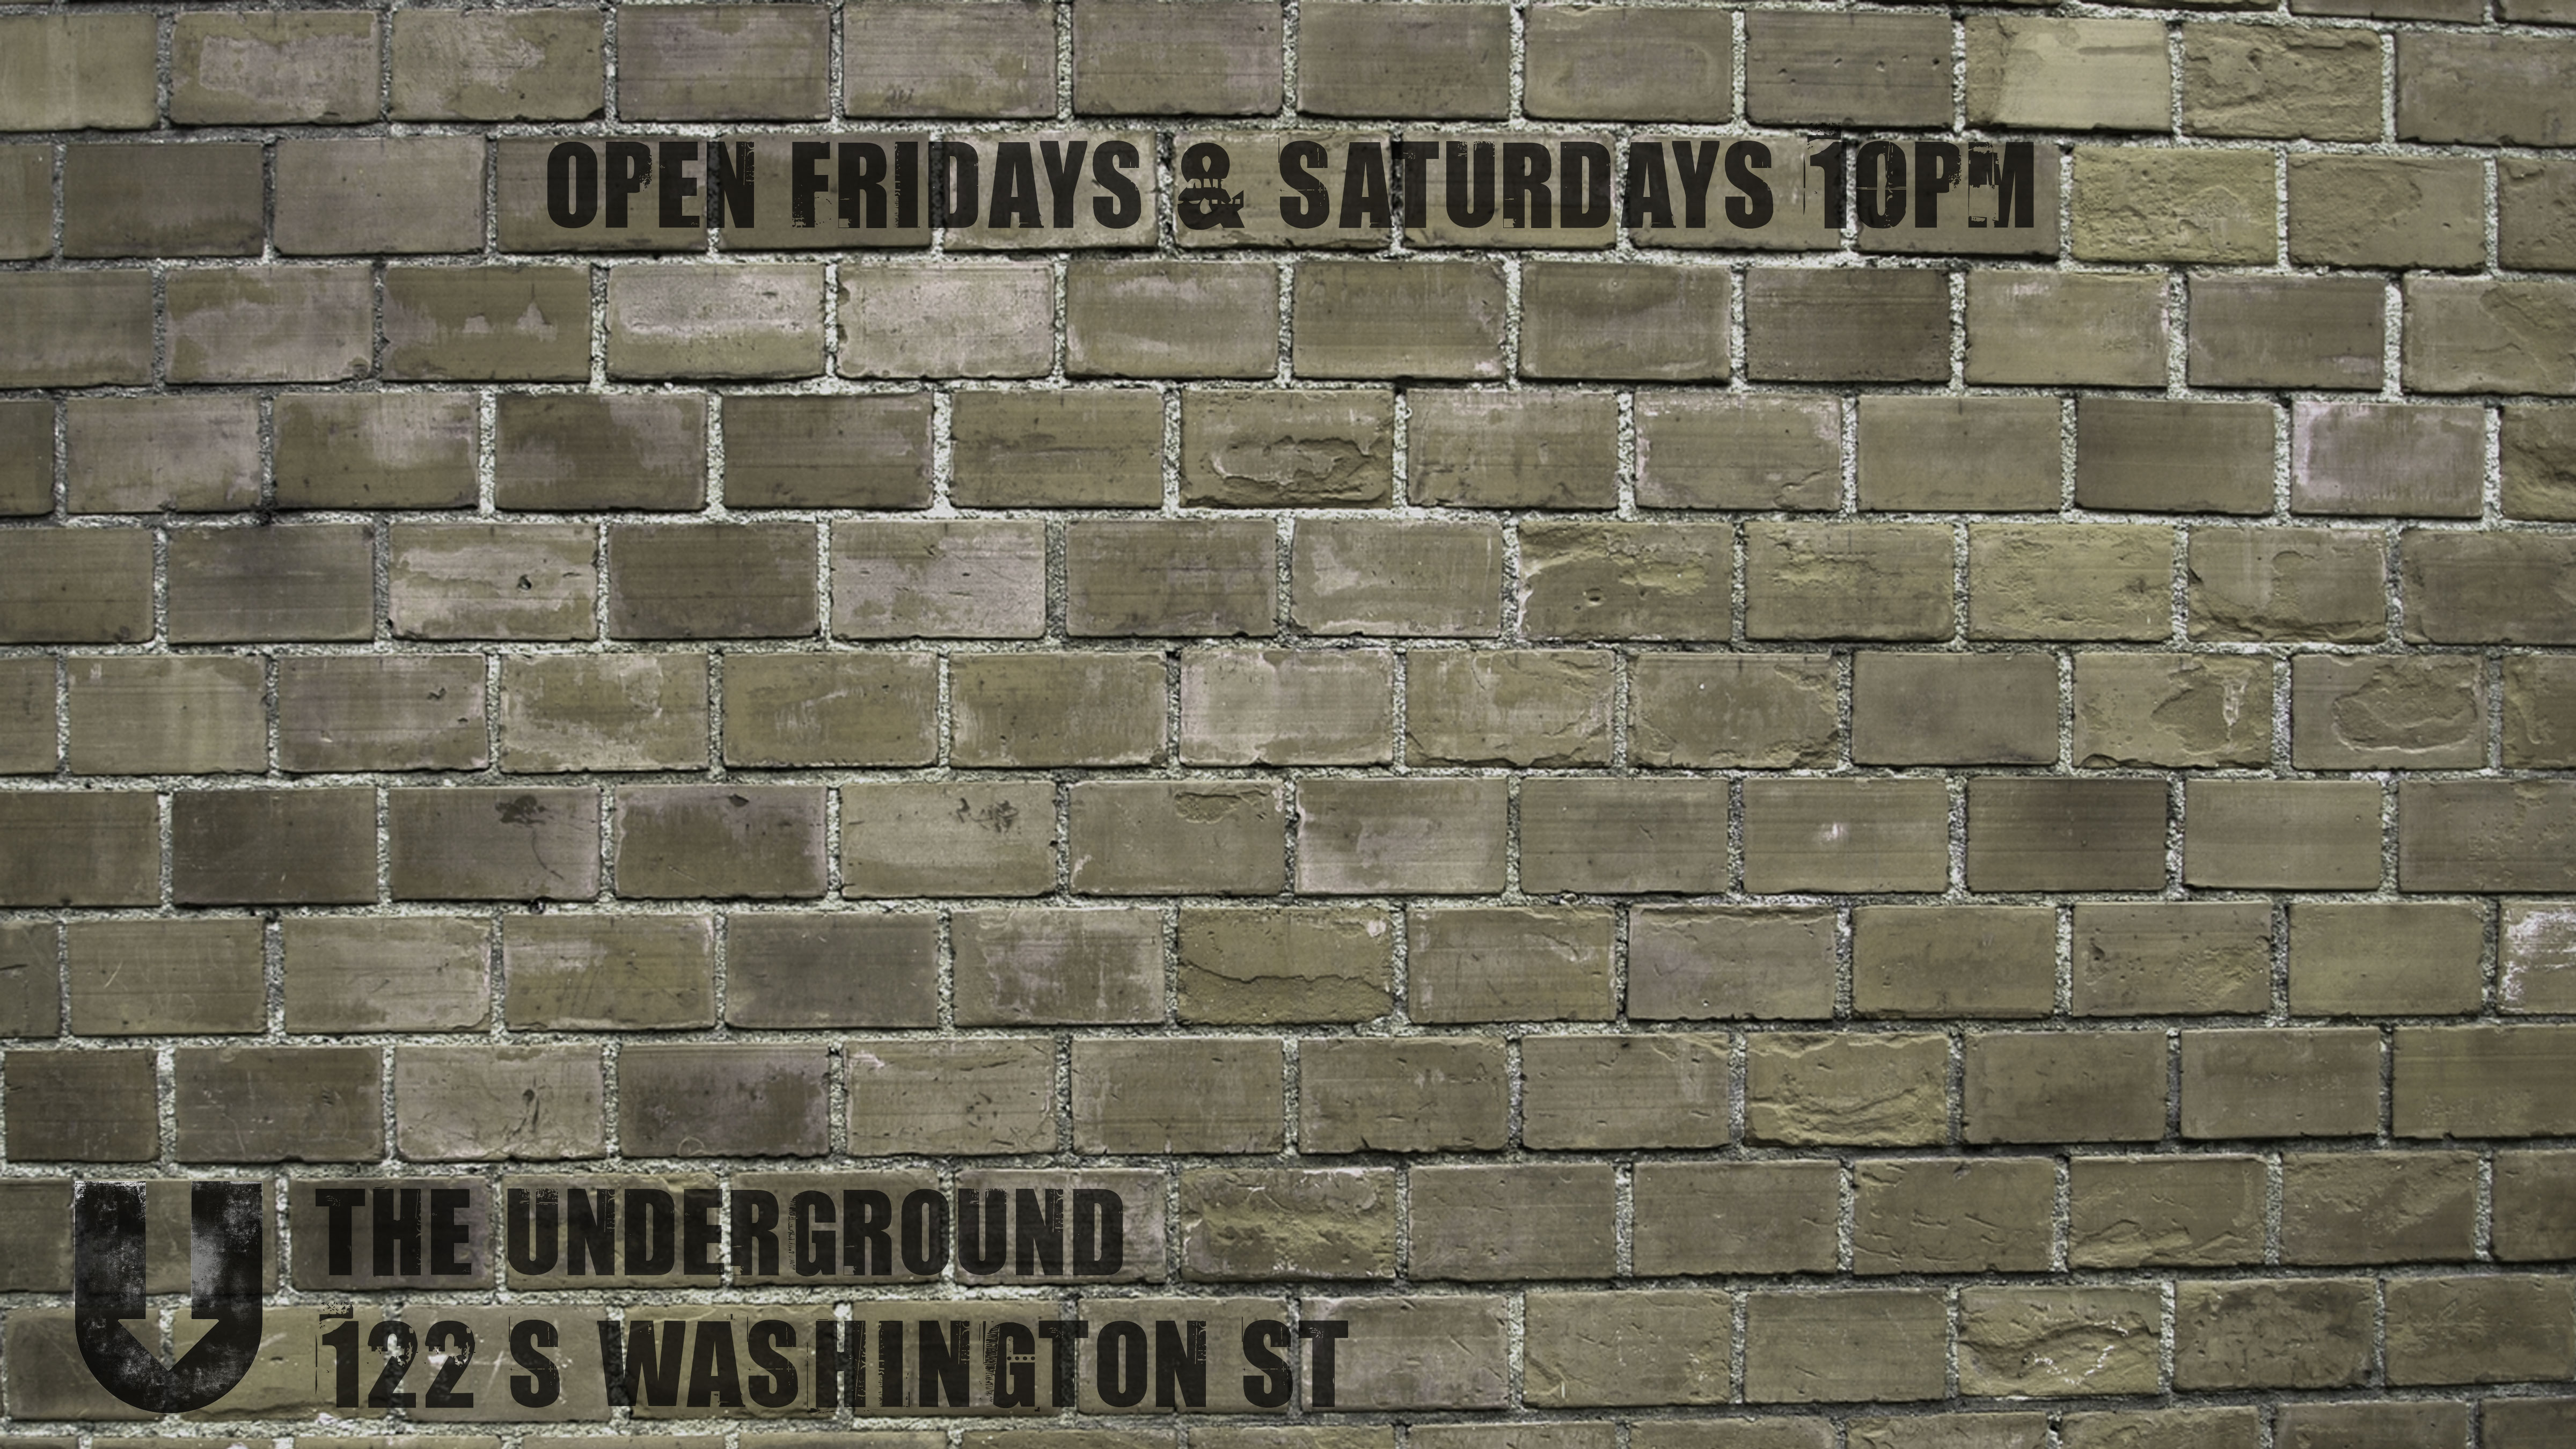 OPEN FRIDAYS & SATURDAYS 10PM
THE UNDERGROUND
122 S WASHINGTON ST